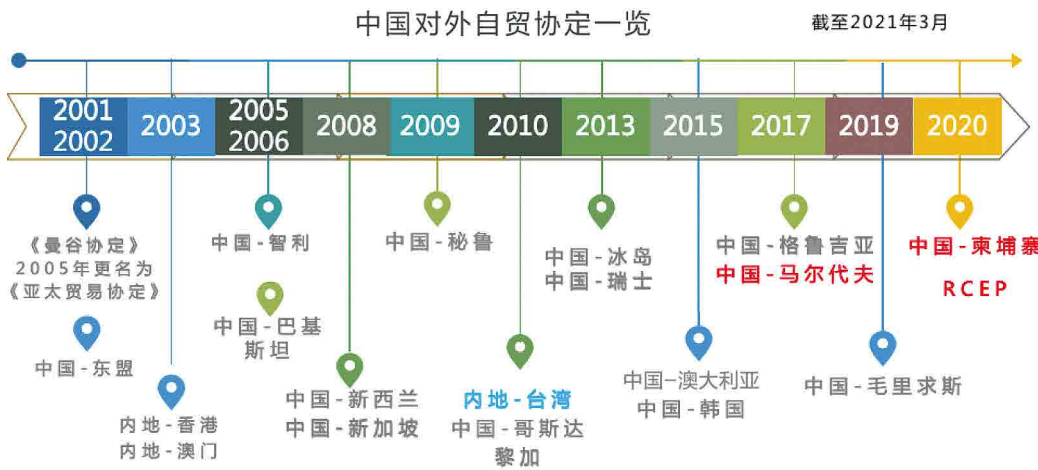 中国对外自贸协定一览
截至2021年3月
2001
2002
2003
2005
2006
2008
2009
2010
2013
2015
2017
2019
2020
《曼谷协定》
2005年更名为
《亚太贸易协定》
中国-东盟
内地-香港
内地-澳门
中国-智利
中国-巴基
斯坦
中国-新西兰
中国-新加坡
中国-秘鲁
内地-台湾
中国-哥斯达
黎加
中国-冰岛
中国-瑞士
中国-澳大利亚
中国-韩国
中国-格鲁吉亚
中国-马尔代夫
中国-毛里求斯
中国-柬埔寨
RCEP